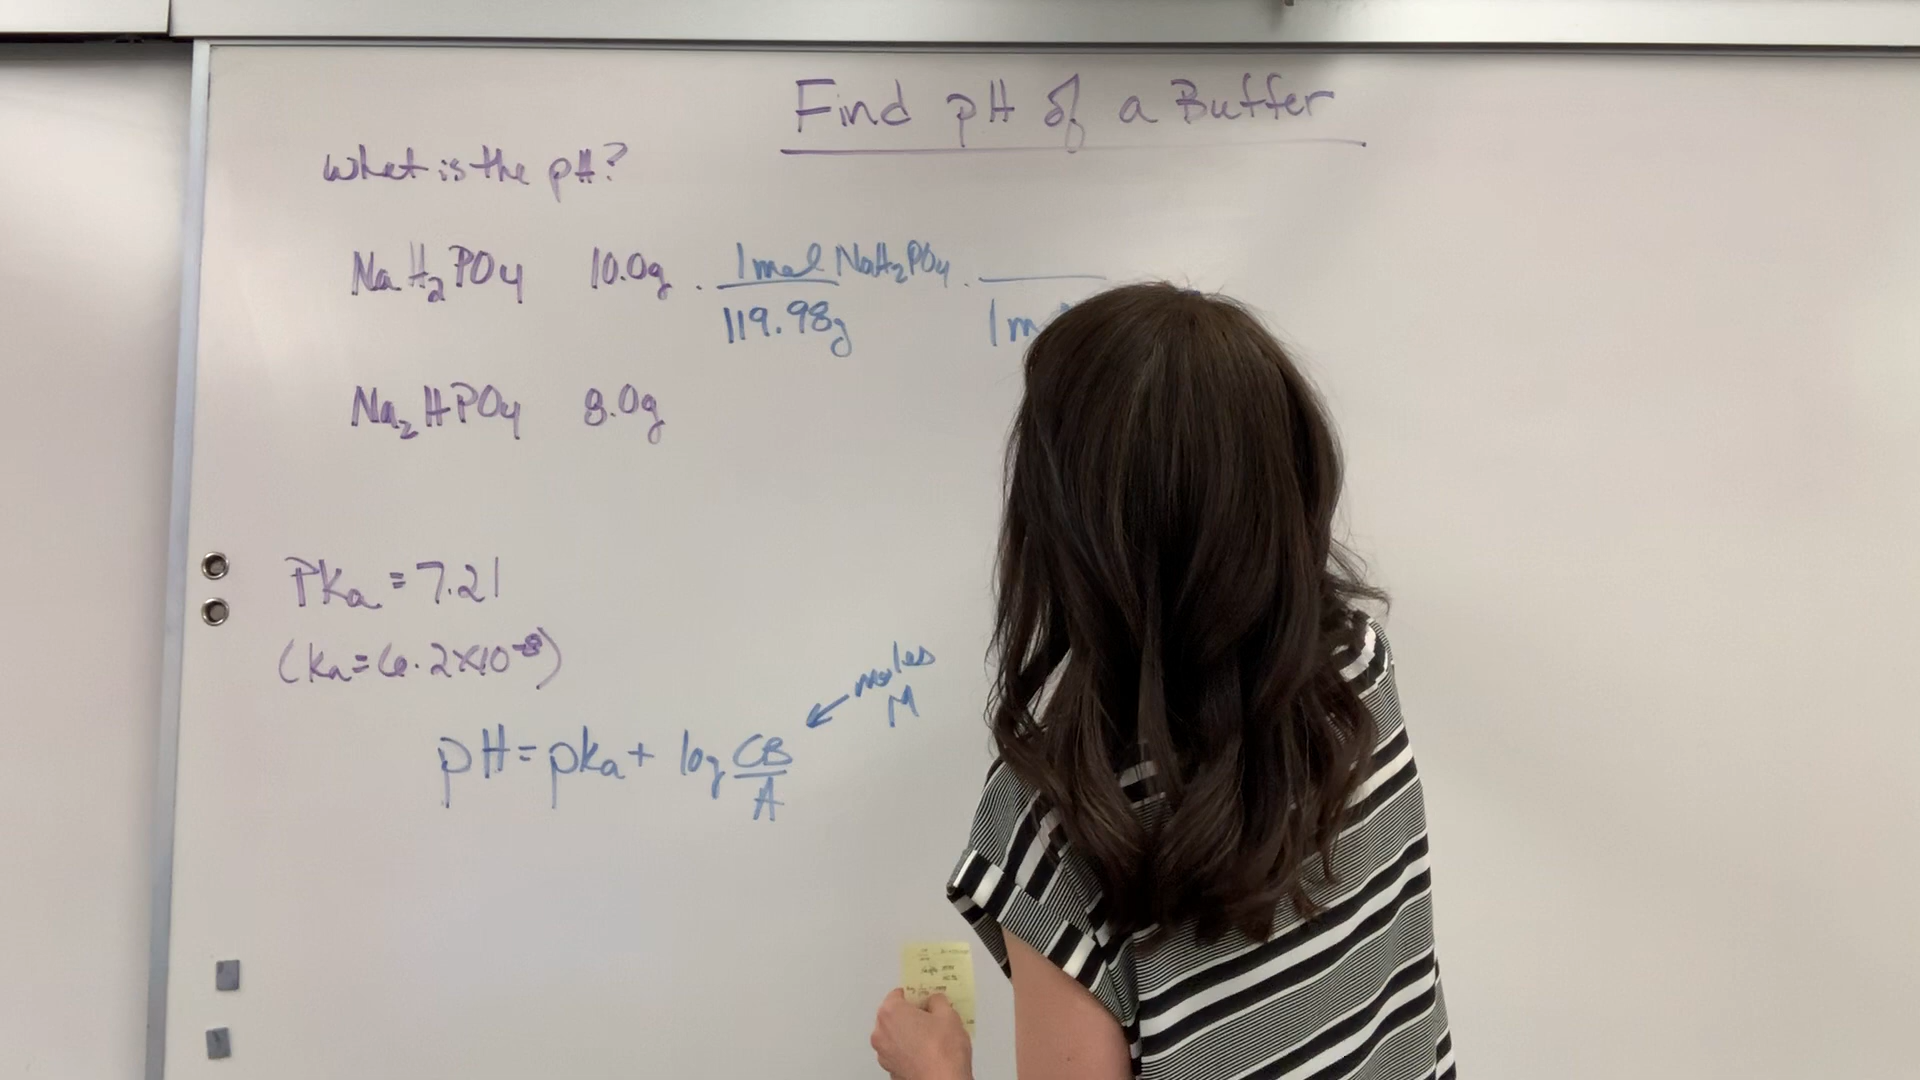 Find pH of a Buffer
What is the pH?
NaH₂PO₄ 10.0g · 1mol NaH₂PO₄ ·
119.98g 1m
Na₂HPO₄ 8.0g
PKa = 7.21
(Ka=6.2x10⁻⁸)
moles
M
pH=pka+ log CB
A